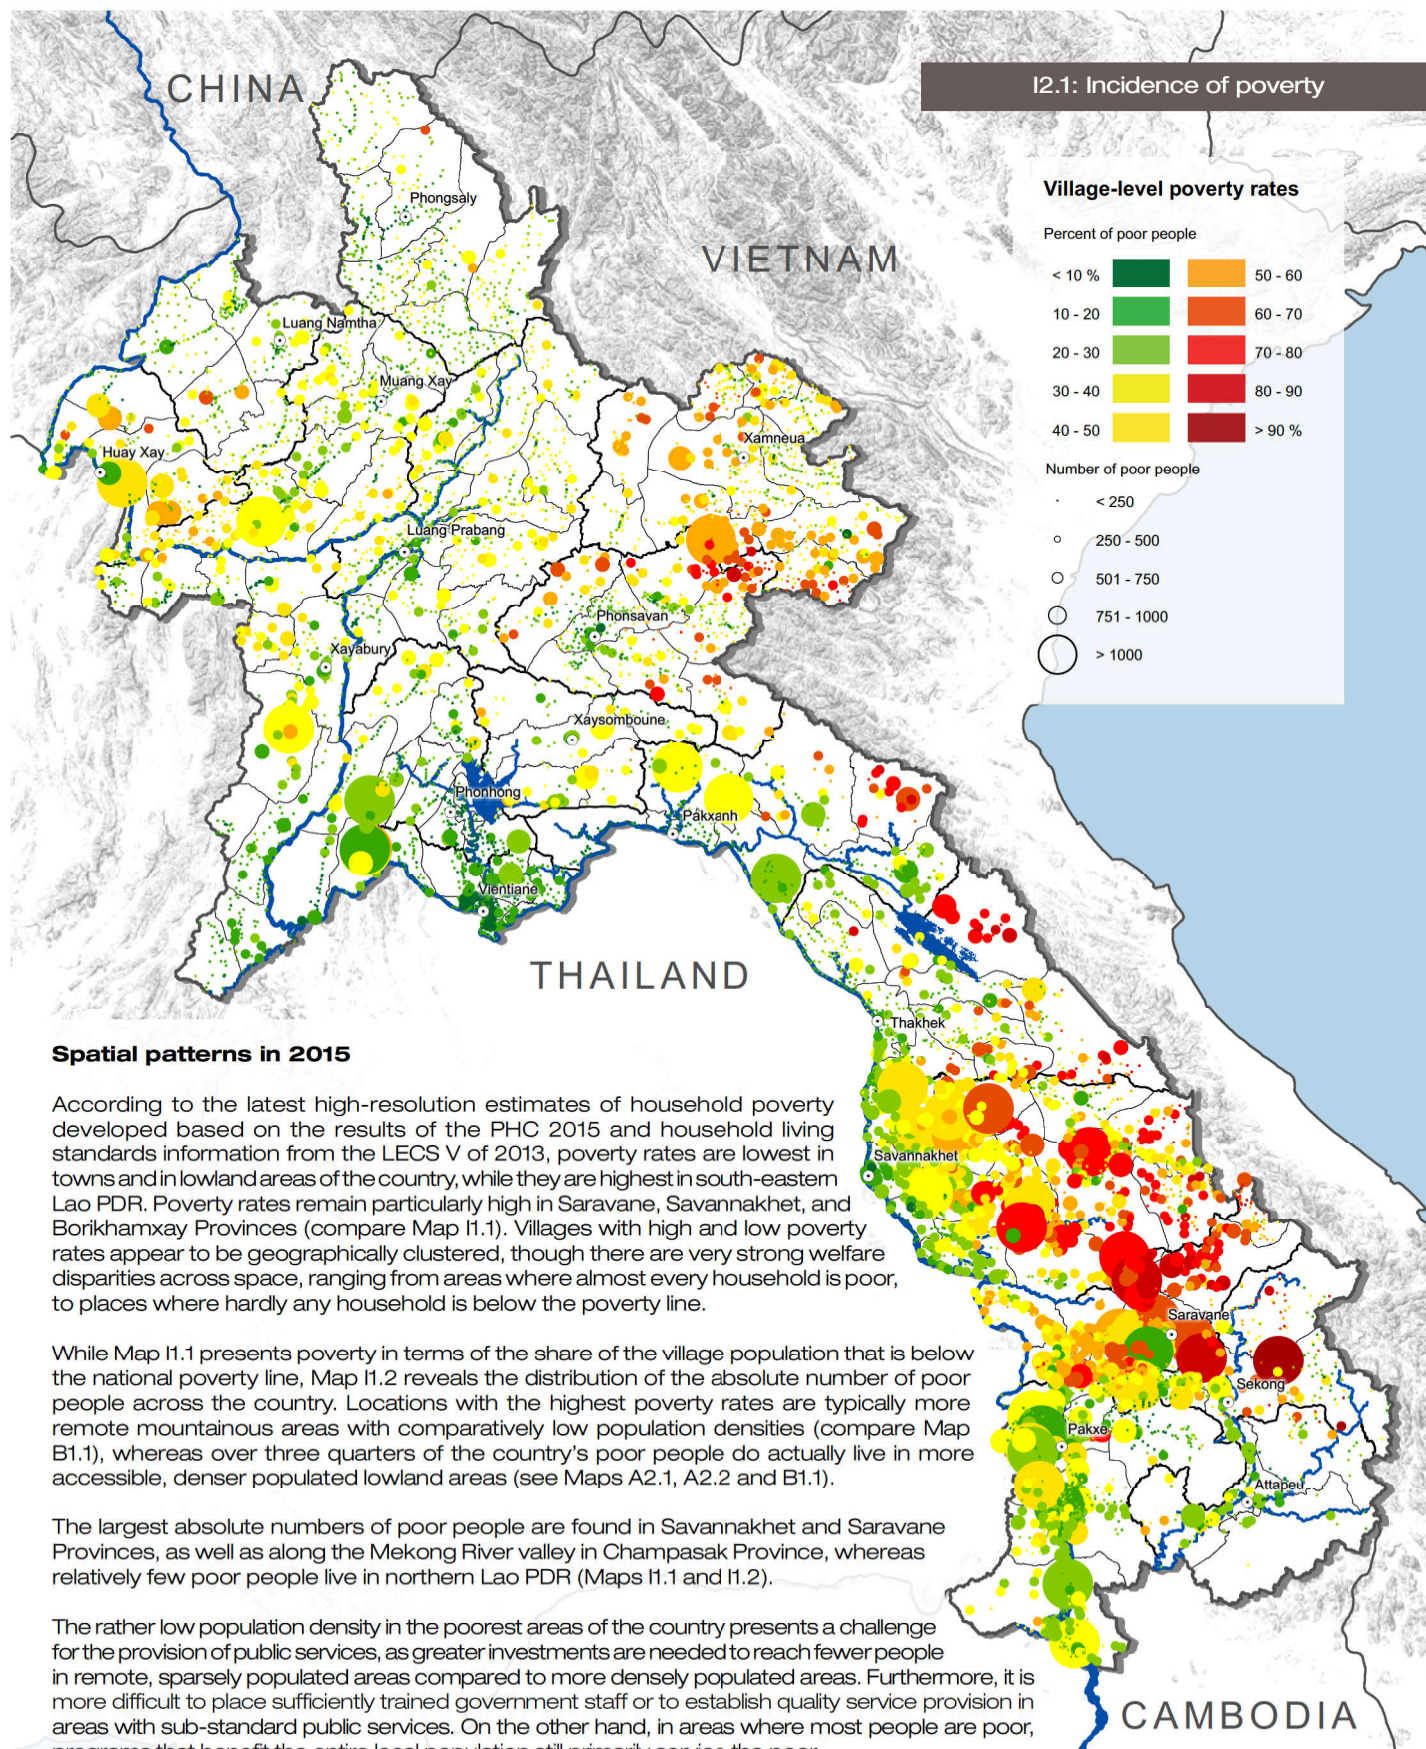 CHINA
I2.1: Incidence of poverty
Village-level poverty rates
Phongsaly
Percent of poor people
VIETNAM
< 10 %
50 - 60
10 - 20
60 - 70
Luang Namtha
20 - 30
70 - 80
Muang Xay
30 - 40
80 - 90
40 - 50
> 90 %
Xamneua
Huay Xay
Number of poor people
< 250
Luang Prabang
250 - 500
501 - 750
Phonsavan
751 - 1000
Xayabury
> 1000
Xaysomboune
Phonhong
Pakxanh
Vientiane
THAILAND
Thakhek
Savannakhet
Saravane
Sekong
Pakxe
Attapeu
CAMBODIA
Spatial patterns in 2015
According to the latest high-resolution estimates of household poverty
developed based on the results of the PHC 2015 and household living
standards information from the LECS V of 2013, poverty rates are lowest in
towns and in lowland areas of the country, while they are highest in south-eastern
Lao PDR. Poverty rates remain particularly high in Saravane, Savannakhet, and
Borikhamxay Provinces (compare Map I1.1). Villages with high and low poverty
rates appear to be geographically clustered, though there are very strong welfare
disparities across space, ranging from areas where almost every household is poor,
to places where hardly any household is below the poverty line.
While Map I1.1 presents poverty in terms of the share of the village population that is below
the national poverty line, Map I1.2 reveals the distribution of the absolute number of poor
people across the country. Locations with the highest poverty rates are typically more
remote mountainous areas with comparatively low population densities (compare Map
B1.1), whereas over three quarters of the country's poor people do actually live in more
accessible, denser populated lowland areas (see Maps A2.1, A2.2 and B1.1).
The largest absolute numbers of poor people are found in Savannakhet and Saravane
Provinces, as well as along the Mekong River valley in Champasak Province, whereas
relatively few poor people live in northern Lao PDR (Maps I1.1 and I1.2).
The rather low population density in the poorest areas of the country presents a challenge
for the provision of public services, as greater investments are needed to reach fewer people
in remote, sparsely populated areas compared to more densely populated areas. Furthermore, it is
more difficult to place sufficiently trained government staff or to establish quality service provision in
areas with sub-standard public services. On the other hand, in areas where most people are poor,
programs that benefit the entire local population still primarily service the poor.